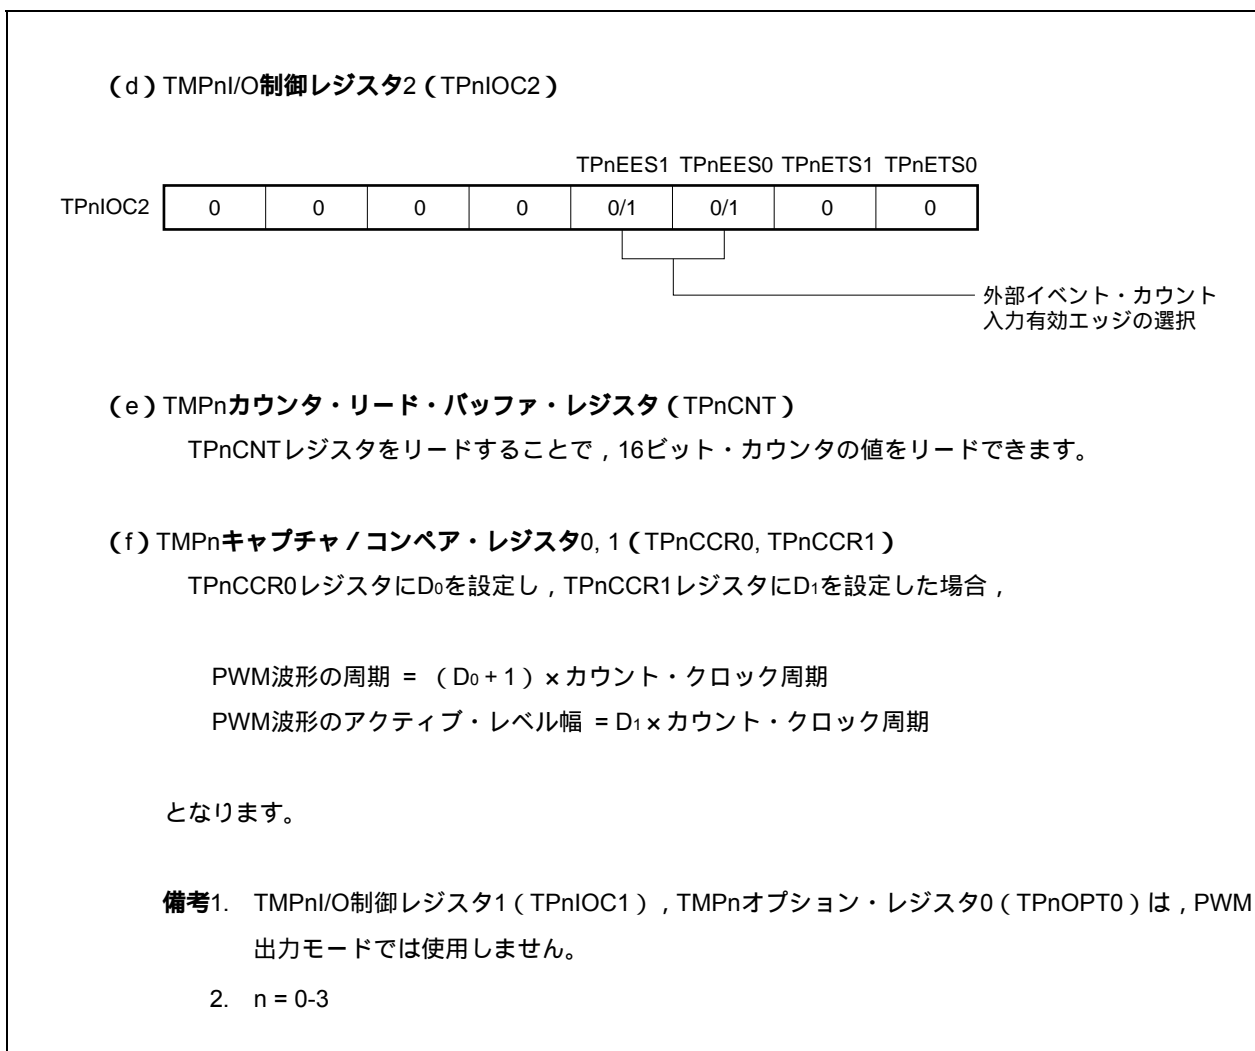 (d)TMPnI/O制御レジスタ2(TPnIOC2)
TPnEES1 TPnEES0 TPnETS1 TPnETS0
TPnIOC2 0 0 0 0 0/1 0/1 0 0
外部イベント・カウント
入力有効エッジの選択
(e)TMPnカウンタ・リード・バッファ・レジスタ(TPnCNT)
TPnCNTレジスタをリードすることで,16ビット・カウンタの値をリードできます。
(f)TMPnキャプチャ/コンペア・レジスタ0, 1(TPnCCR0, TPnCCR1)
TPnCCR0レジスタにD0を設定し,TPnCCR1レジスタにD1を設定した場合,
PWM波形の周期 = (D0+1)×カウント・クロック周期
PWM波形のアクティブ・レベル幅 = D1×カウント・クロック周期
となります。
備考1. TMPnI/O制御レジスタ1(TPnIOC1),TMPnオプション・レジスタ0(TPnOPT0)は,PWM
出力モードでは使用しません。
2. n = 0-3